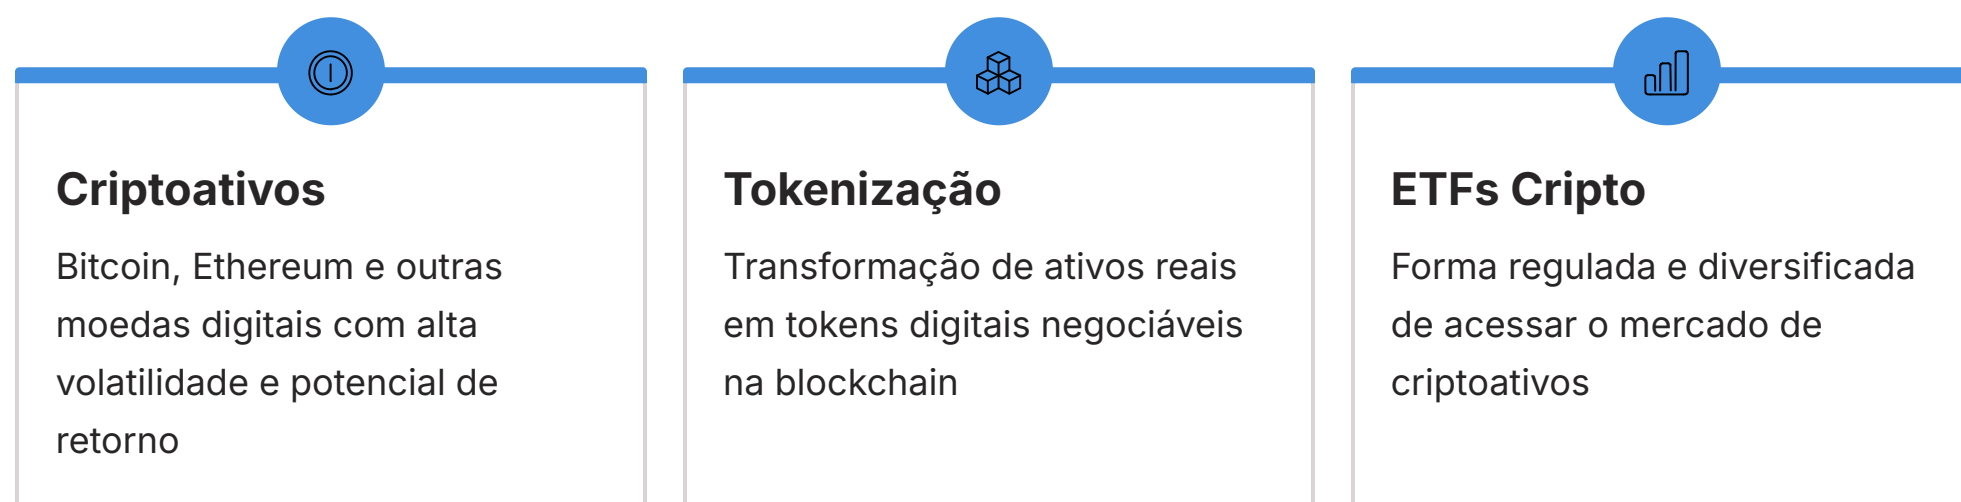 Criptoativos
Bitcoin, Ethereum e outras
moedas digitais com alta
volatilidade e potencial de
retorno
Tokenização
Transformação de ativos reais
em tokens digitais negociáveis
na blockchain
ETFs Cripto
Forma regulada e diversificada
de acessar o mercado de
criptoativos